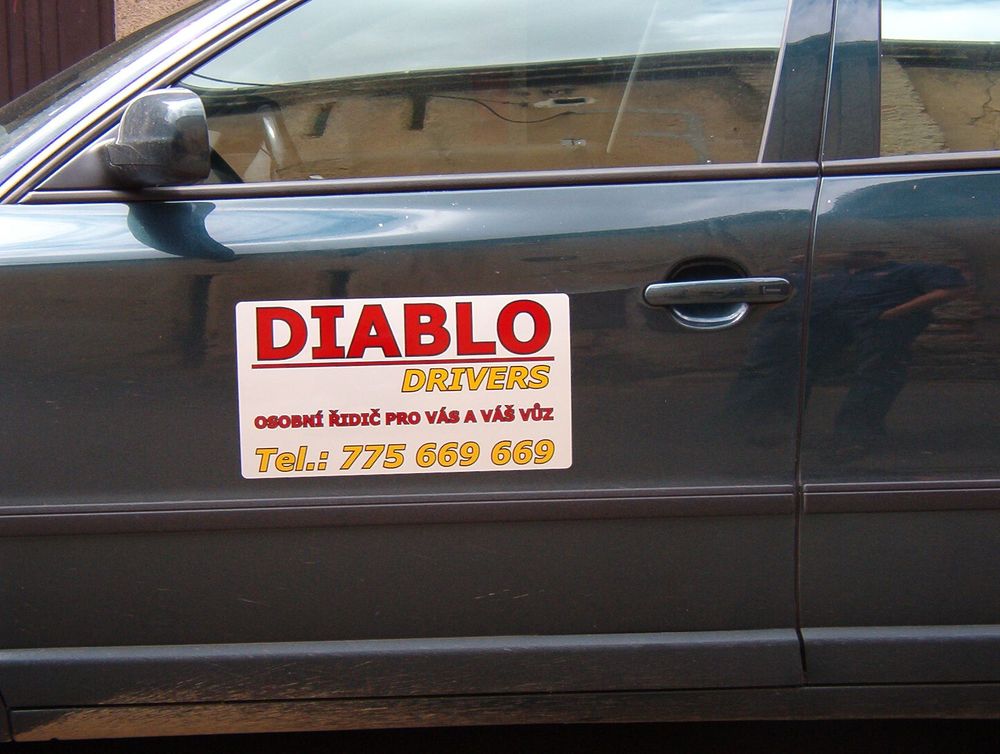 DIABLO
DRIVERS
OSOBNÍ ŘIDIČ PRO VÁS A VÁŠ VŮZ
Tel.: 775 669 669